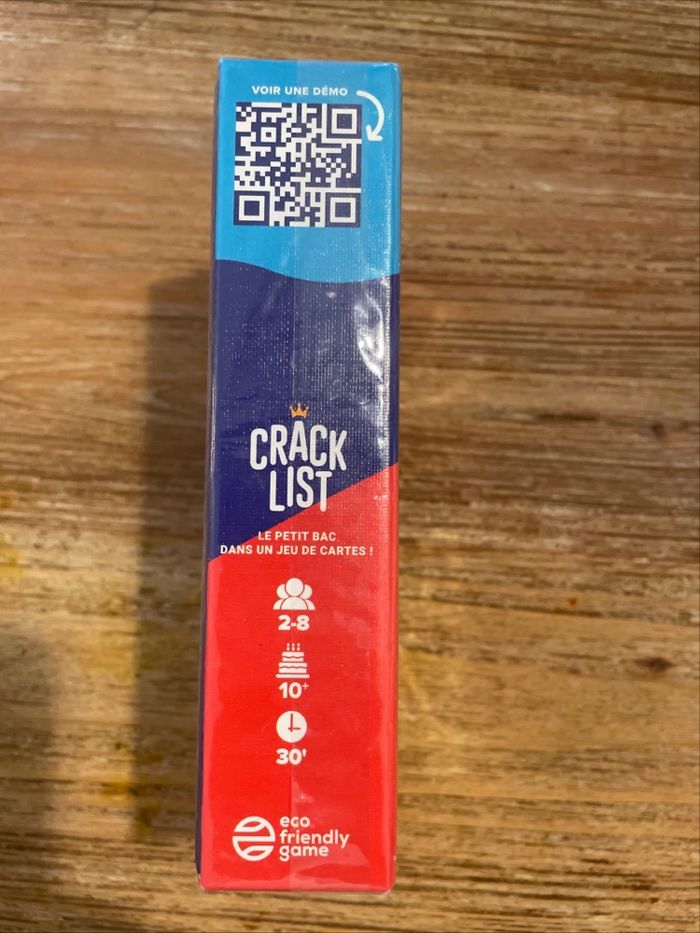 VOIR UNE DÉMO
CRACK
LIST
LE PETIT BAC
DANS UN JEU DE CARTES !
2-8
10+
30'
eco
friendly
game